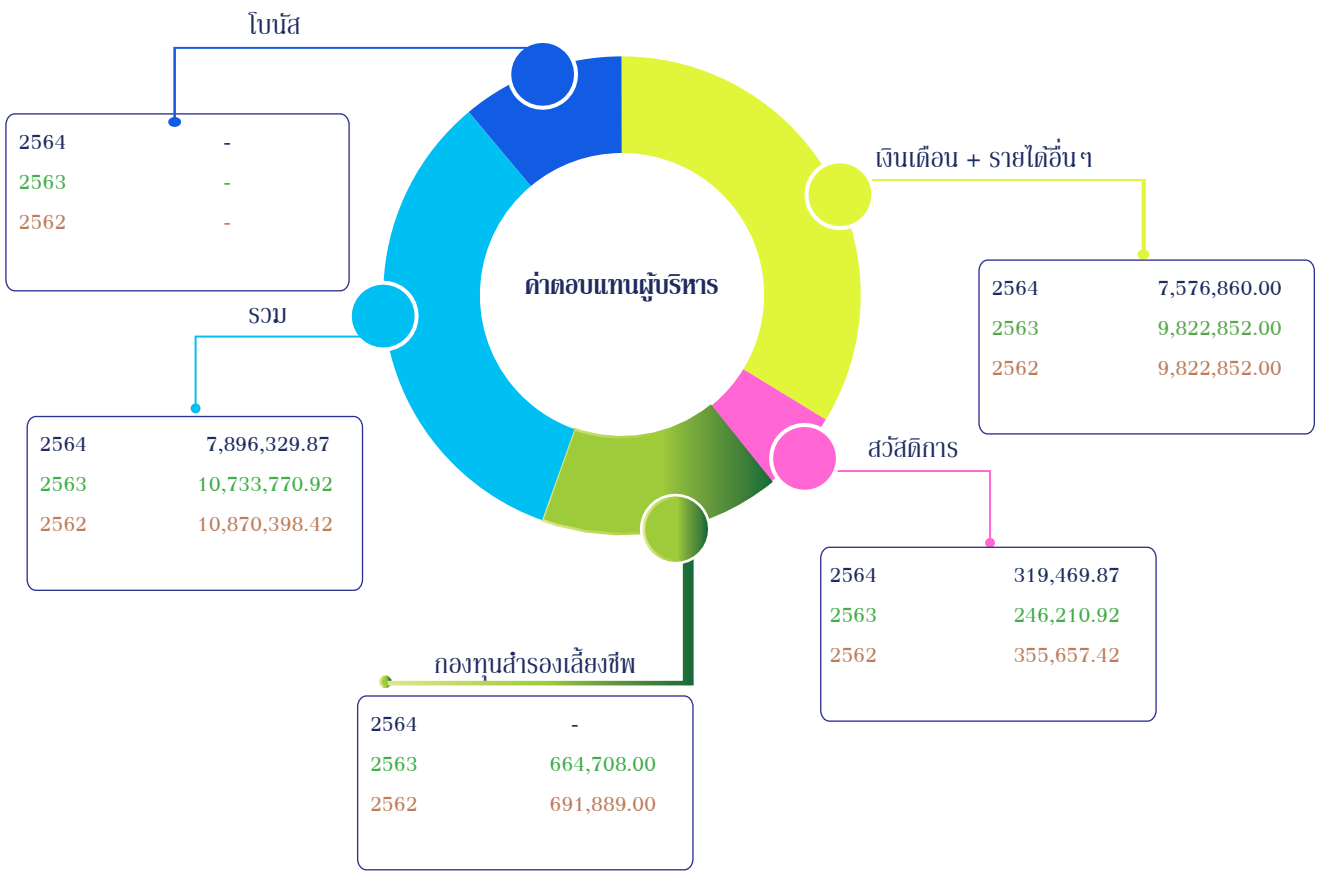 โบนัส
2564 -
2563 -
2562 -
เงินเดือน + รายได้อื่นๆ
2564 7,576,860.00
2563 9,822,852.00
2562 9,822,852.00
ค่าตอบแทนผู้บริหาร
รวม
2564 7,896,329.87
2563 10,733,770.92
2562 10,870,398.42
สวัสดิการ
2564 319,469.87
2563 246,210.92
2562 355,657.42
กองทุนสำรองเลี้ยงชีพ
2564 -
2563 664,708.00
2562 691,889.00